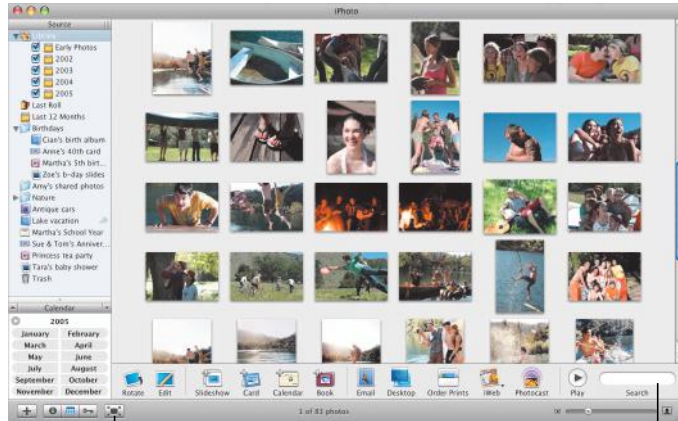 iPhoto
Source
Library
Early Photos
2002
2003
2004
2005
Last Roll
Last 12 Months
Birthdays
Cian's birth album
Anne's 40th card
Martha's 5th birt...
Zoe's b-day slides
Amy's shared photos
Nature
Antique cars
Lake vacation
Martha's School Year
Sue & Tom's Anniver...
Princess tea party
Tara's baby shower
Trash
Calendar
2005
January February
March April
May June
July August
September October
November December
Rotate Edit Slideshow Card Calendar Book Email Desktop Order Prints iWeb Photocast Play Search
1 of 83 photos